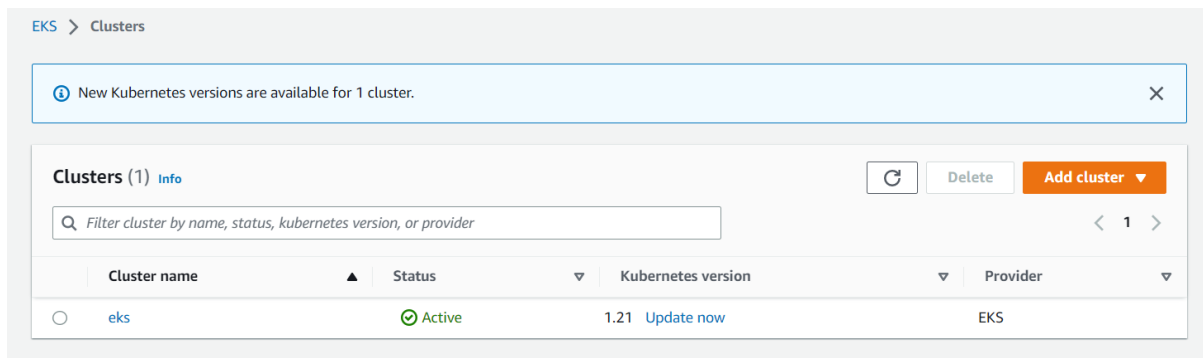 EKS > Clusters
New Kubernetes versions are available for 1 cluster.
Clusters (1) Info
Delete
Add cluster
Filter cluster by name, status, kubernetes version, or provider
1
Cluster name Status Kubernetes version Provider
eks Active 1.21 Update now EKS